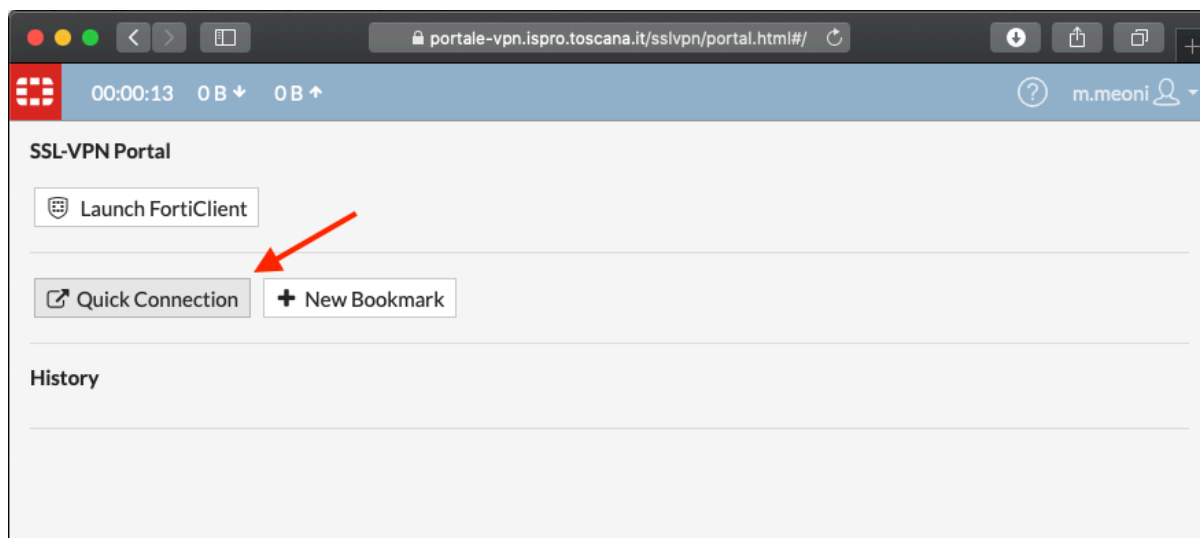 portale-vpn.ispro.toscana.it/sslvpn/portal.html#/
00:00:13 0 B 0 B m.meoni
SSL-VPN Portal
Launch FortiClient
Quick Connection New Bookmark
History